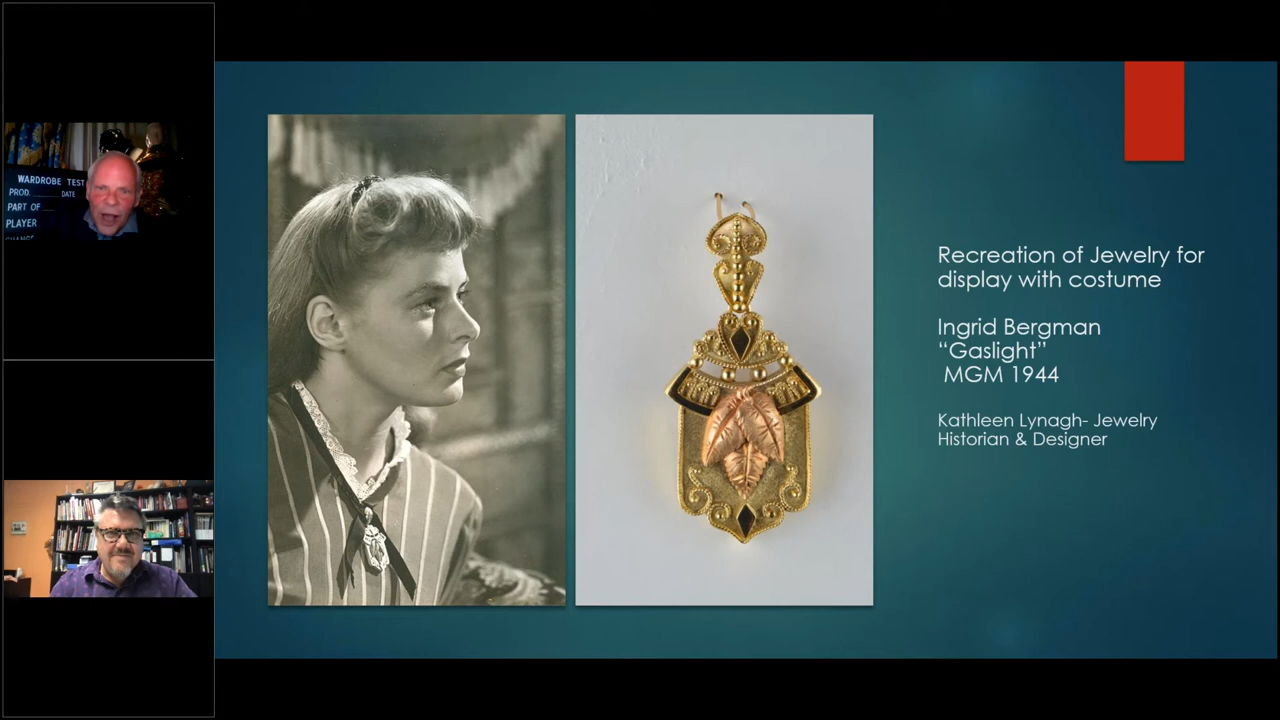 WARDROBE TEST
PROD. DATE
PART OF
PLAYER
CHANGE
Recreation of Jewelry for
display with costume
Ingrid Bergman
“Gaslight”
MGM 1944
Kathleen Lynagh- Jewelry
Historian & Designer